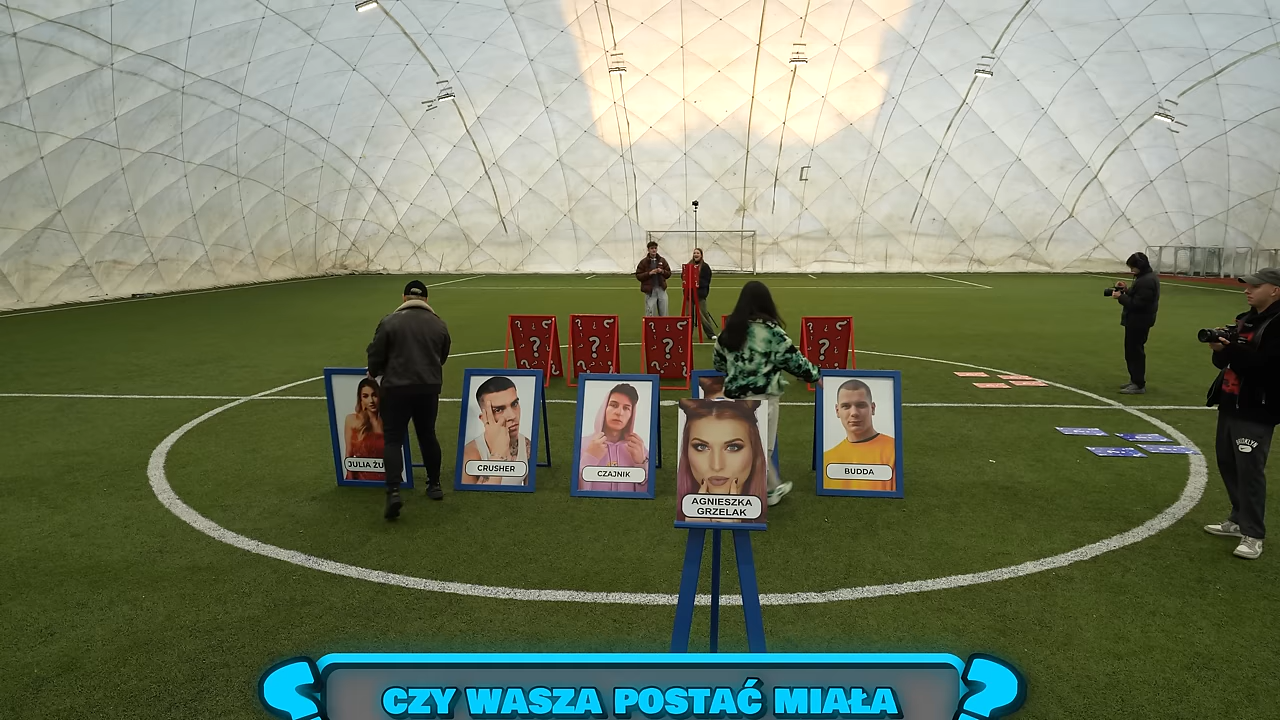 JULIA ŻU
CRUSHER
CZAJNIK
BUDDA
AGNIESZKA
GRZELAK
CZY WASZA POSTAĆ MIAŁA